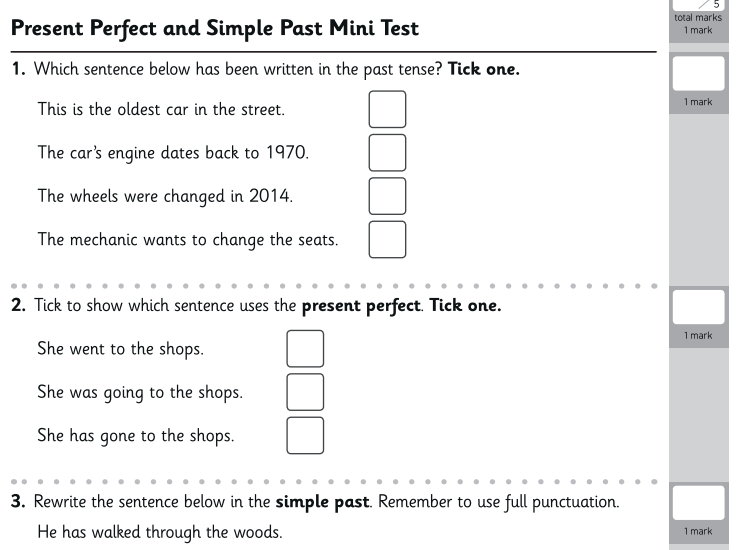 5
total marks
1 mark
Present Perfect and Simple Past Mini Test
1. Which sentence below has been written in the past tense? Tick one.
This is the oldest car in the street.
The car's engine dates back to 1970.
The wheels were changed in 2014.
The mechanic wants to change the seats.
1 mark
2. Tick to show which sentence uses the present perfect. Tick one.
She went to the shops.
She was going to the shops.
She has gone to the shops.
1 mark
3. Rewrite the sentence below in the simple past. Remember to use full punctuation.
He has walked through the woods.
1 mark